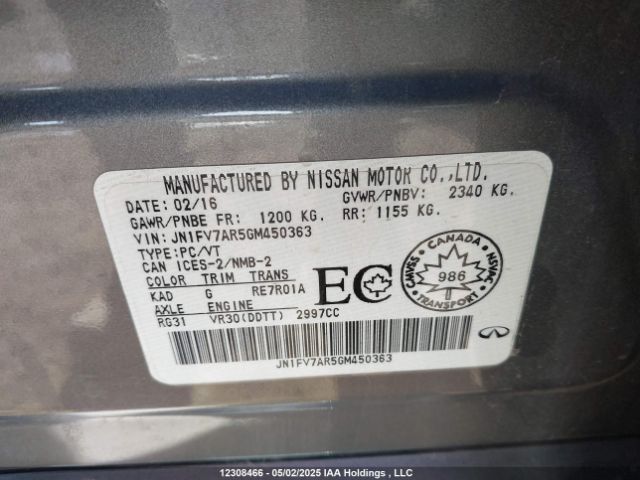 MANUFACTURED BY NISSAN MOTOR CO.,LTD.
DATE: 02/16 GVWR/PNBV: 2340 KG.
GAWR/PNBE FR: 1200 KG. RR: 1155 KG.
VIN: JN1FV7AR5GM450363
TYPE:PC/VT
CAN ICES-2/NMB-2
COLOR TRIM TRANS
KAD G RE7R01A
AXLE ENGINE
RG31 VR30(DDTT) 2997CC
EC
CANADA
CMVSS
NSVAC
986
TRANSPORT
JN1FV7AR5GM450363
12308466 - 05/02/2025 IAA Holdings , LLC